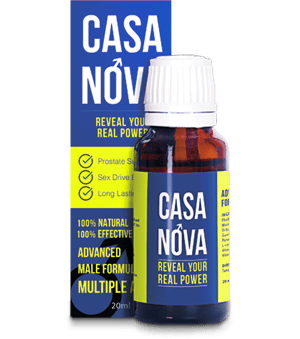 CASA
NOVA
REVEAL YOUR
REAL POWER
Prostate
Sex Drive
Long
100% NATURAL
100% EFFECTIVE
ADVANCED
MALE FORMUL
MULTIPLE A
20ml
CASA
NOVA
REVEAL YOUR
REAL POWER